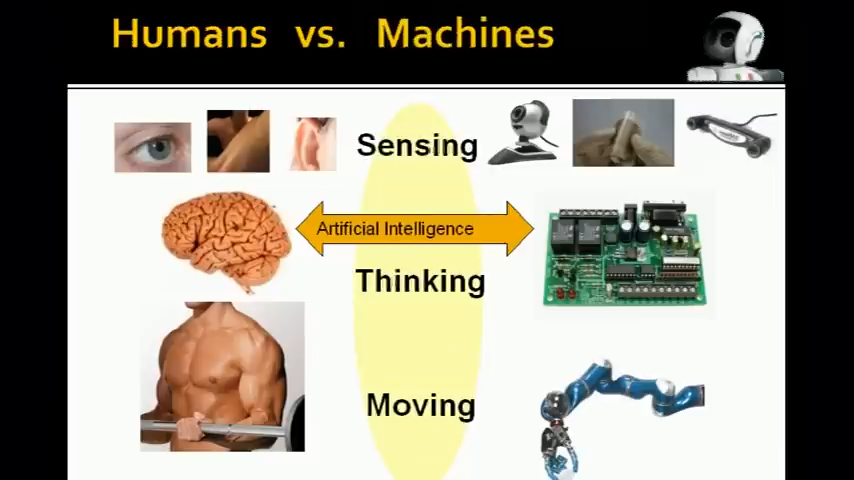 Humans vs. Machines
Sensing
Artificial Intelligence
Thinking
Moving